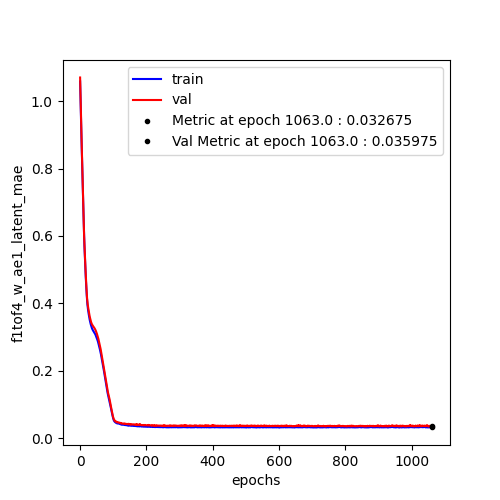 train
val
Metric at epoch 1063.0 : 0.032675
Val Metric at epoch 1063.0 : 0.035975
f1tof4_w_ae1_latent_mae
1.0
0.8
0.6
0.4
0.2
0.0
0 200 400 600 800 1000
epochs